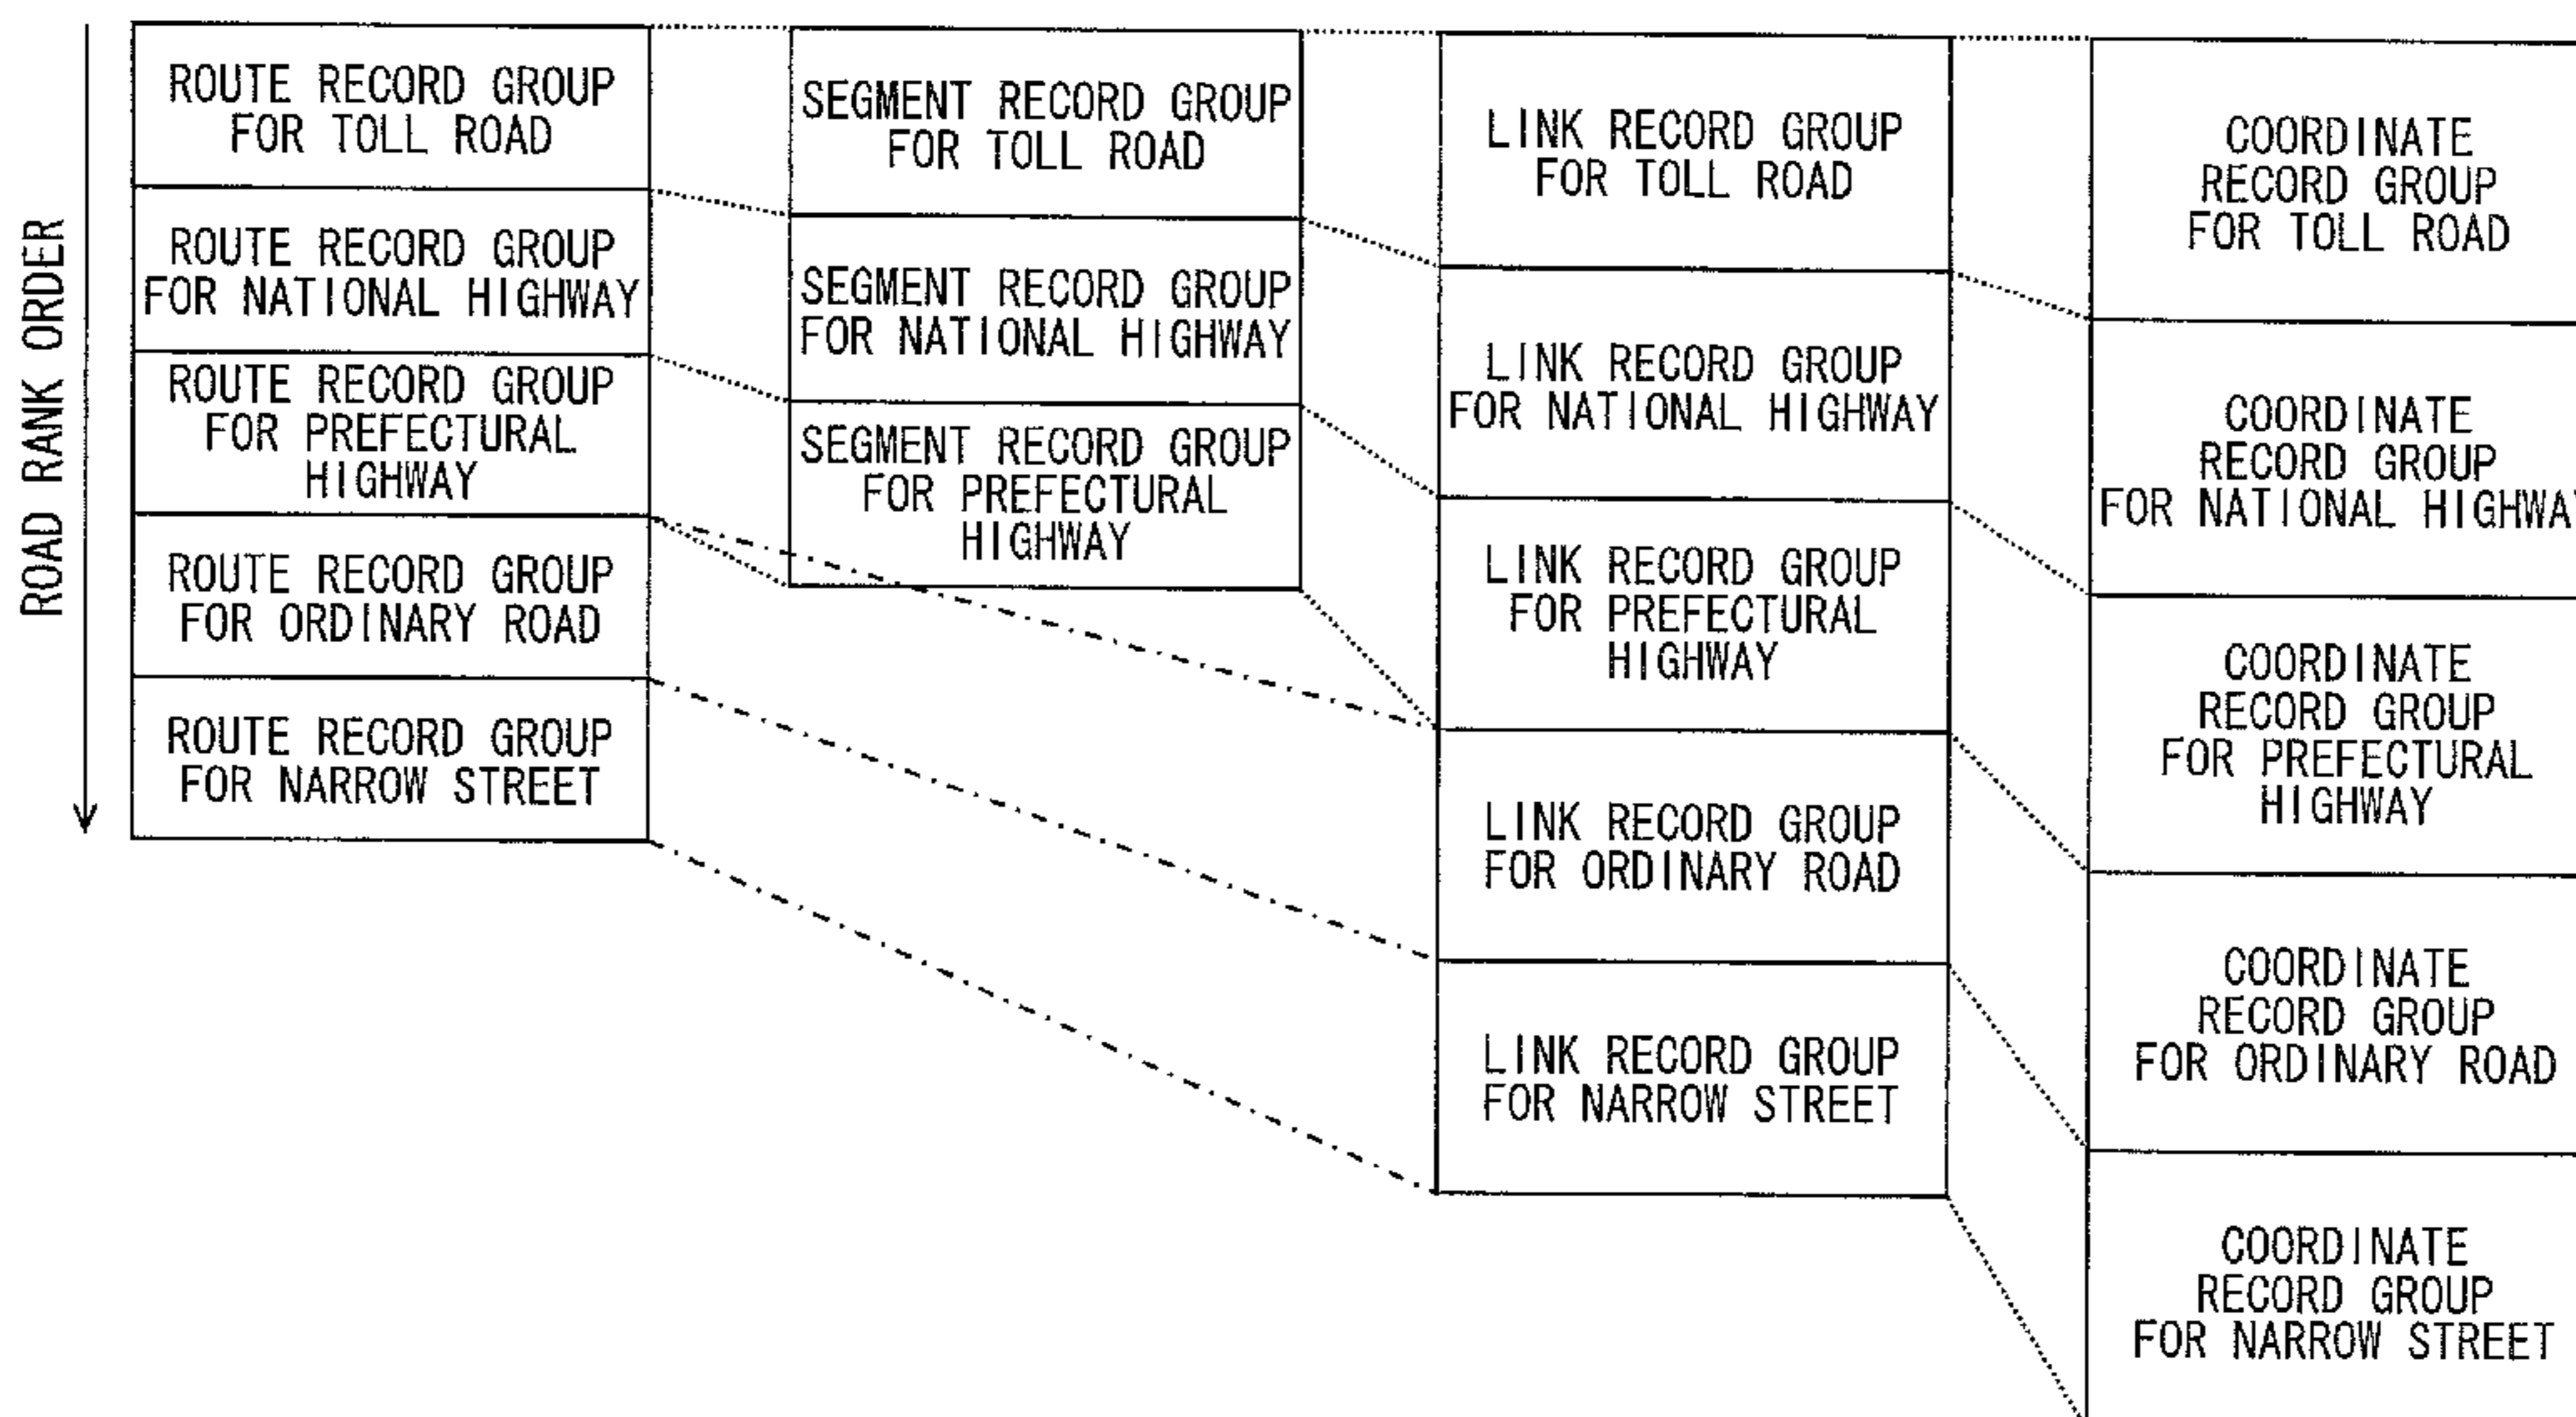 ROAD RANK ORDER
ROUTE RECORD GROUP
FOR TOLL ROAD
ROUTE RECORD GROUP
FOR NATIONAL HIGHWAY
ROUTE RECORD GROUP
FOR PREFECTURAL
HIGHWAY
ROUTE RECORD GROUP
FOR ORDINARY ROAD
ROUTE RECORD GROUP
FOR NARROW STREET
SEGMENT RECORD GROUP
FOR TOLL ROAD
SEGMENT RECORD GROUP
FOR NATIONAL HIGHWAY
SEGMENT RECORD GROUP
FOR PREFECTURAL
HIGHWAY
LINK RECORD GROUP
FOR TOLL ROAD
LINK RECORD GROUP
FOR NATIONAL HIGHWAY
LINK RECORD GROUP
FOR PREFECTURAL
HIGHWAY
LINK RECORD GROUP
FOR ORDINARY ROAD
LINK RECORD GROUP
FOR NARROW STREET
COORDINATE
RECORD GROUP
FOR TOLL ROAD
COORDINATE
RECORD GROUP
FOR NATIONAL HIGHWAY
COORDINATE
RECORD GROUP
FOR PREFECTURAL
HIGHWAY
COORDINATE
RECORD GROUP
FOR ORDINARY ROAD
COORDINATE
RECORD GROUP
FOR NARROW STREET